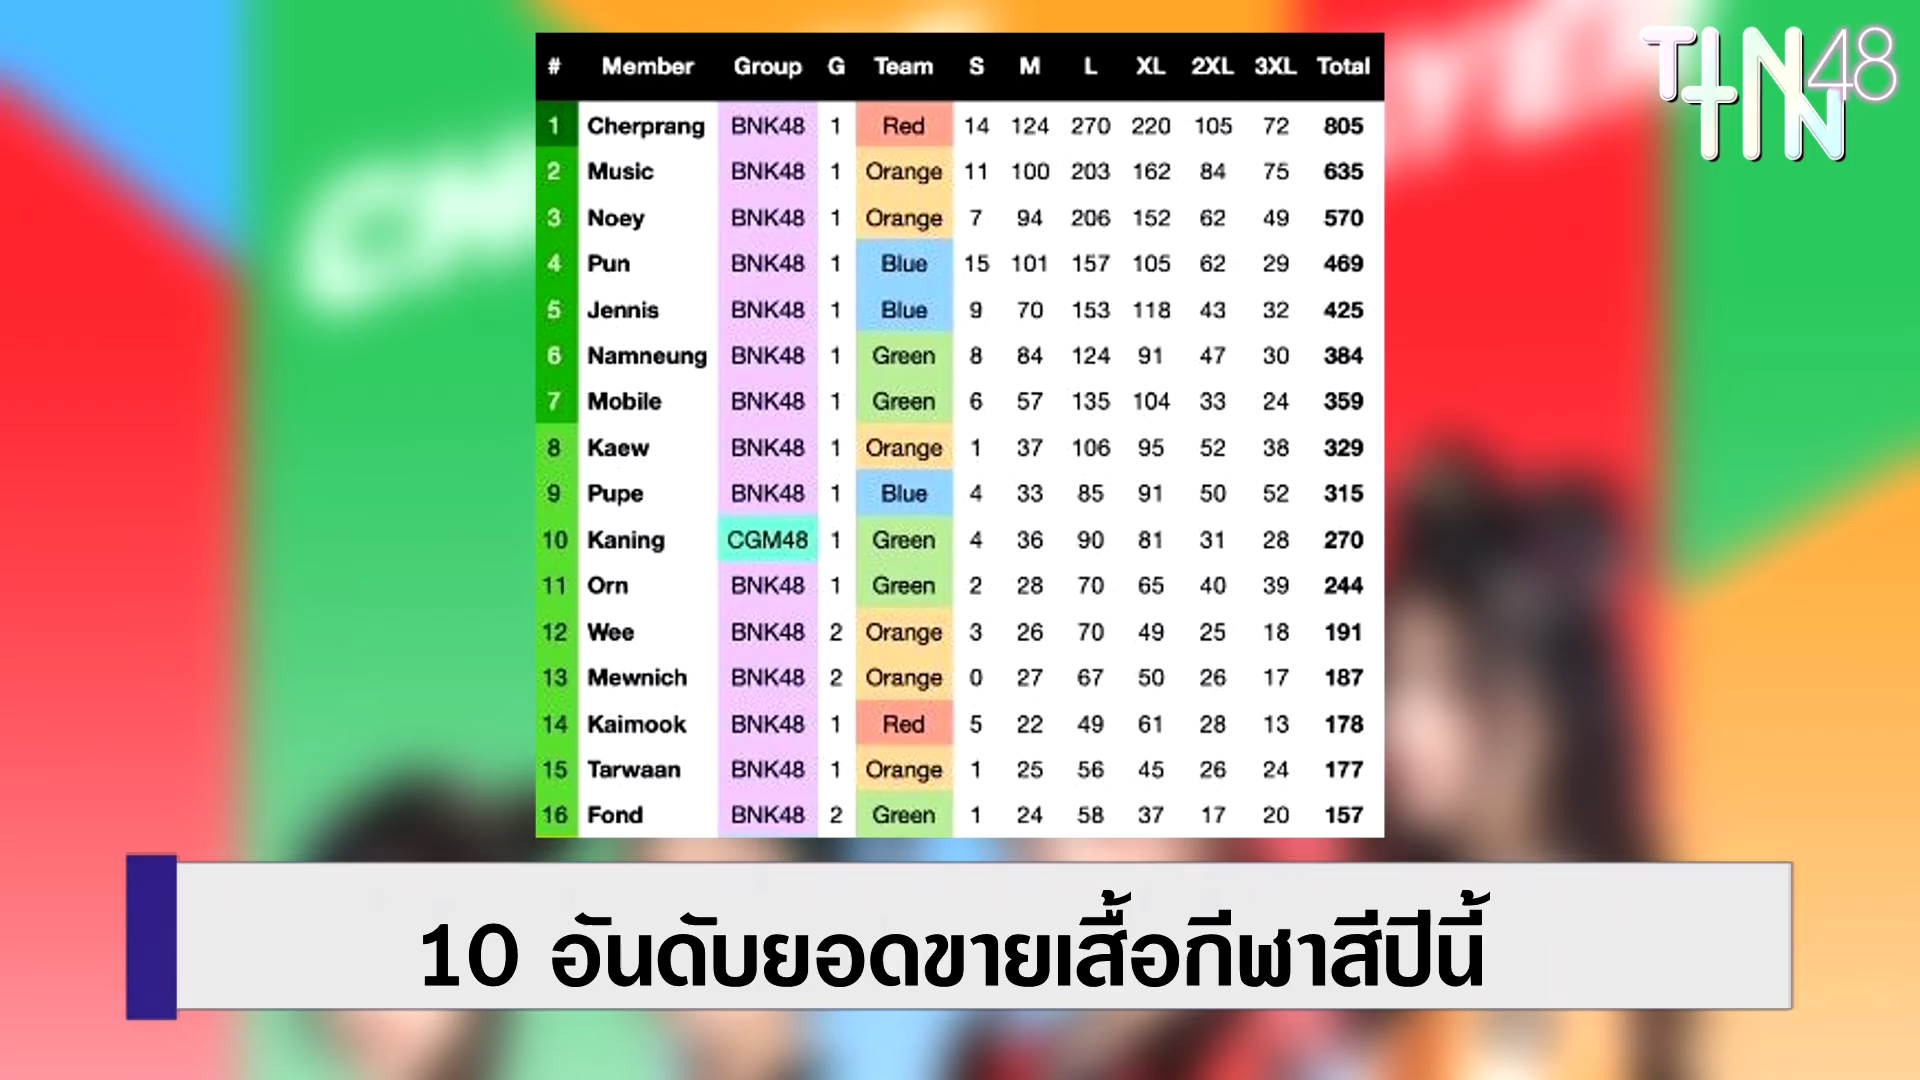 TIN TIN 48
# Member Group G Team S M L XL 2XL 3XL Total
1 Cherprang BNK48 1 Red 14 124 270 220 105 72 805
2 Music BNK48 1 Orange 11 100 203 162 84 75 635
3 Noey BNK48 1 Orange 7 94 206 152 62 49 570
4 Pun BNK48 1 Blue 15 101 157 105 62 29 469
5 Jennis BNK48 1 Blue 9 70 153 118 43 32 425
6 Namneung BNK48 1 Green 8 84 124 91 47 30 384
7 Mobile BNK48 1 Green 6 57 135 104 33 24 359
8 Kaew BNK48 1 Orange 1 37 106 95 52 38 329
9 Pupe BNK48 1 Blue 4 33 85 91 50 52 315
10 Kaning CGM48 1 Green 4 36 90 81 31 28 270
11 Orn BNK48 1 Green 2 28 70 65 40 39 244
12 Wee BNK48 2 Orange 3 26 70 49 25 18 191
13 Mewnich BNK48 2 Orange 0 27 67 50 26 17 187
14 Kaimook BNK48 1 Red 5 22 49 61 28 13 178
15 Tarwaan BNK48 1 Orange 1 25 56 45 26 24 177
16 Fond BNK48 2 Green 1 24 58 37 17 20 157
10 อันดับยอดขายเสื้อกีฬาสีปีนี้